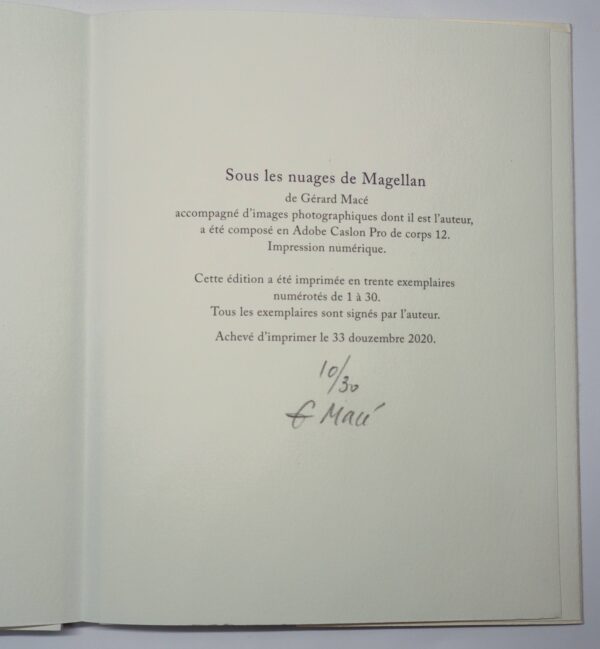 Sous les nuages de Magellan
de Gérard Macé
accompagné d'images photographiques dont il est l'auteur,
a été composé en Adobe Caslon Pro de corps 12.
Impression numérique.
Cette édition a été imprimée en trente exemplaires
numérotés de 1 à 30.
Tous les exemplaires sont signés par l'auteur.
Achevé d'imprimer le 33 douzembre 2020.
10/30
G Macé